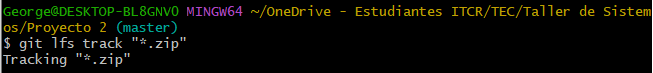 George@DESKTOP-BL8GNVO MINGW64 ~/OneDrive - Estudiantes ITCR/TEC/Taller de Sistem
os/Proyecto 2 (master)
$ git lfs track "*.zip"
Tracking "*.zip"